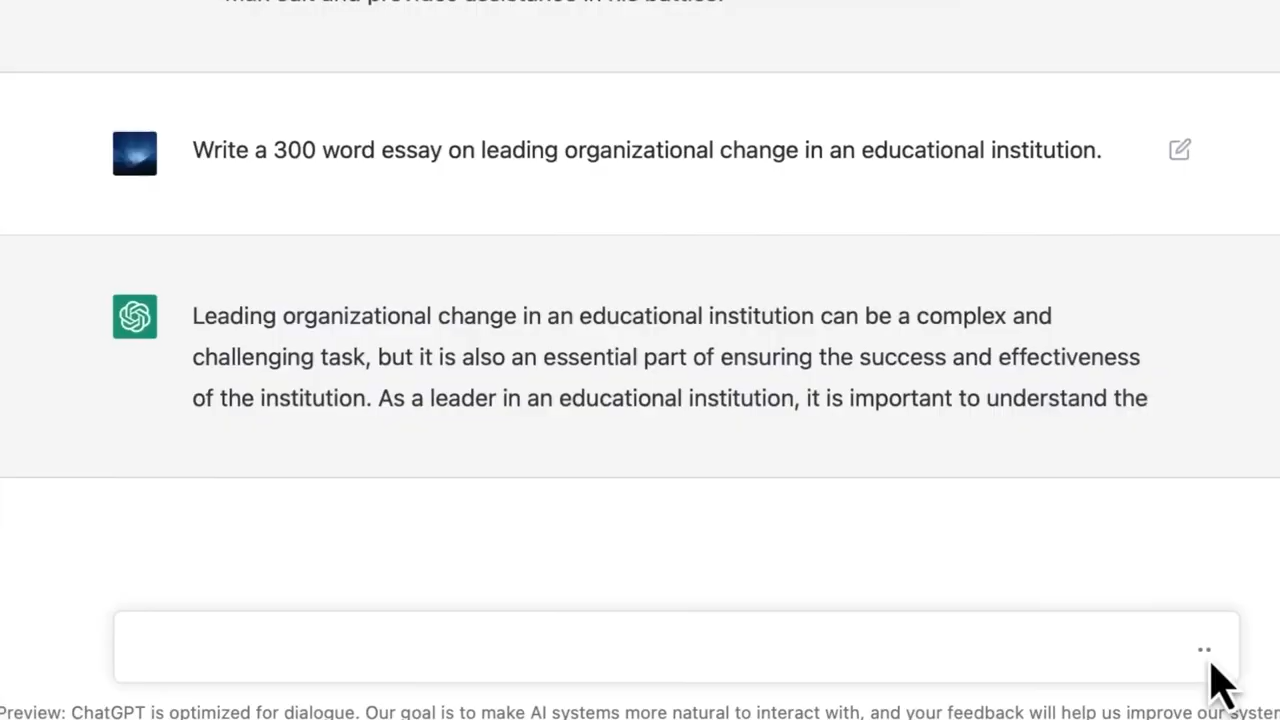 Write a 300 word essay on leading organizational change in an educational institution.
Leading organizational change in an educational institution can be a complex and
challenging task, but it is also an essential part of ensuring the success and effectiveness
of the institution. As a leader in an educational institution, it is important to understand the
Preview: ChatGPT is optimized for dialogue. Our goal is to make AI systems more natural to interact with, and your feedback will help us improve our